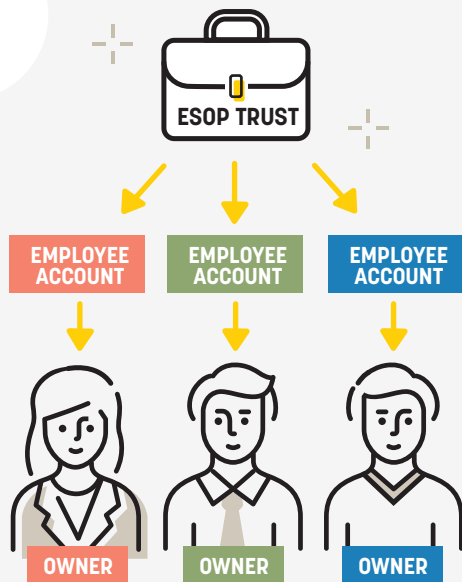 ESOP TRUST
EMPLOYEE
ACCOUNT
EMPLOYEE
ACCOUNT
EMPLOYEE
ACCOUNT
OWNER
OWNER
OWNER